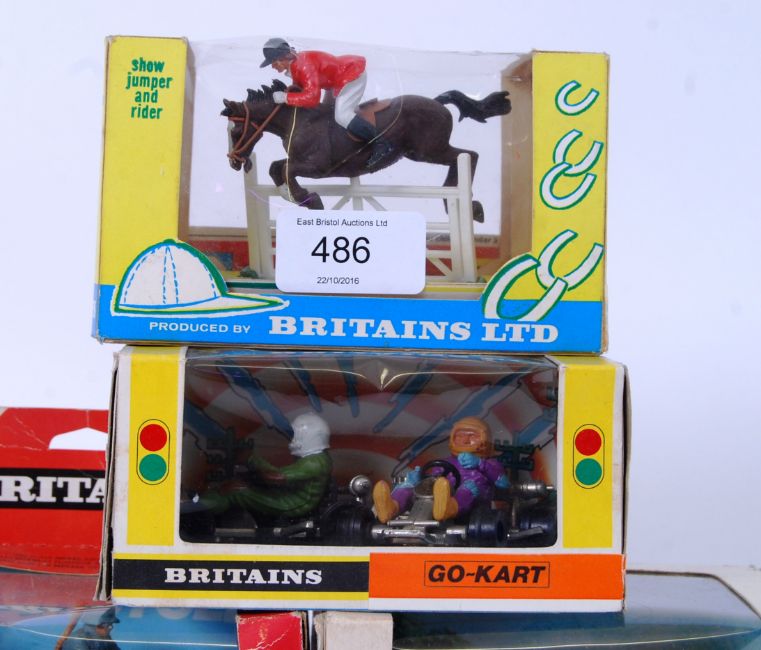 show
jumper
and
rider
East Bristol Auctions Ltd
486
22/10/2016
PRODUCED BY BRITAINS LTD
RITA
BRITAINS
GO-KART